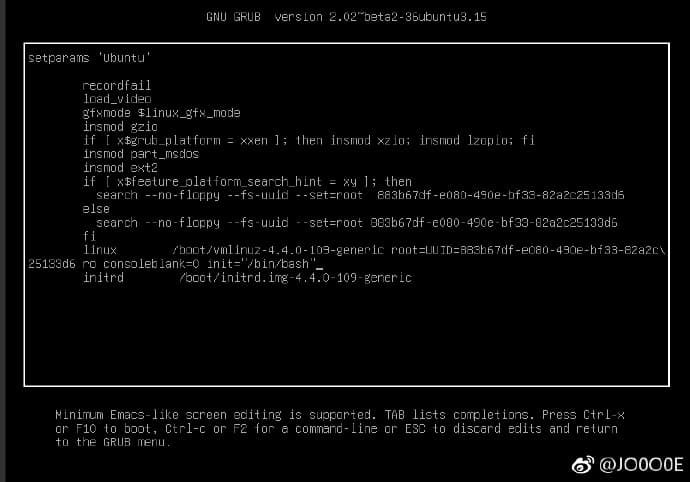 GNU GRUB  version 2.02~beta2-36ubuntu3.15
setparams 'Ubuntu'
recordfail
load_video
gfxmode $linux_gfx_mode
insmod gzio
if [ x$grub_platform = xxen ]; then insmod xzio; insmod lzopio; fi
insmod part_msdos
insmod ext2
if [ x$feature_platform_search_hint = xy ]; then
search --no-floppy --fs-uuid --set=root  883b67df-e080-490e-bf33-82a2c25133d6
else
search --no-floppy --fs-uuid --set=root 883b67df-e080-490e-bf33-82a2c25133d6
fi
linux        /boot/vmlinuz-4.4.0-109-generic root=UUID=883b67df-e080-490e-bf33-82a2c\
25133d6 ro consoleblank=0 init="/bin/bash"_
initrd       /boot/initrd.img-4.4.0-109-generic
Minimum Emacs-like screen editing is supported. TAB lists completions. Press Ctrl-x
or F10 to boot, Ctrl-c or F2 for a command-line or ESC to discard edits and return
to the GRUB menu.
@JO0O0E